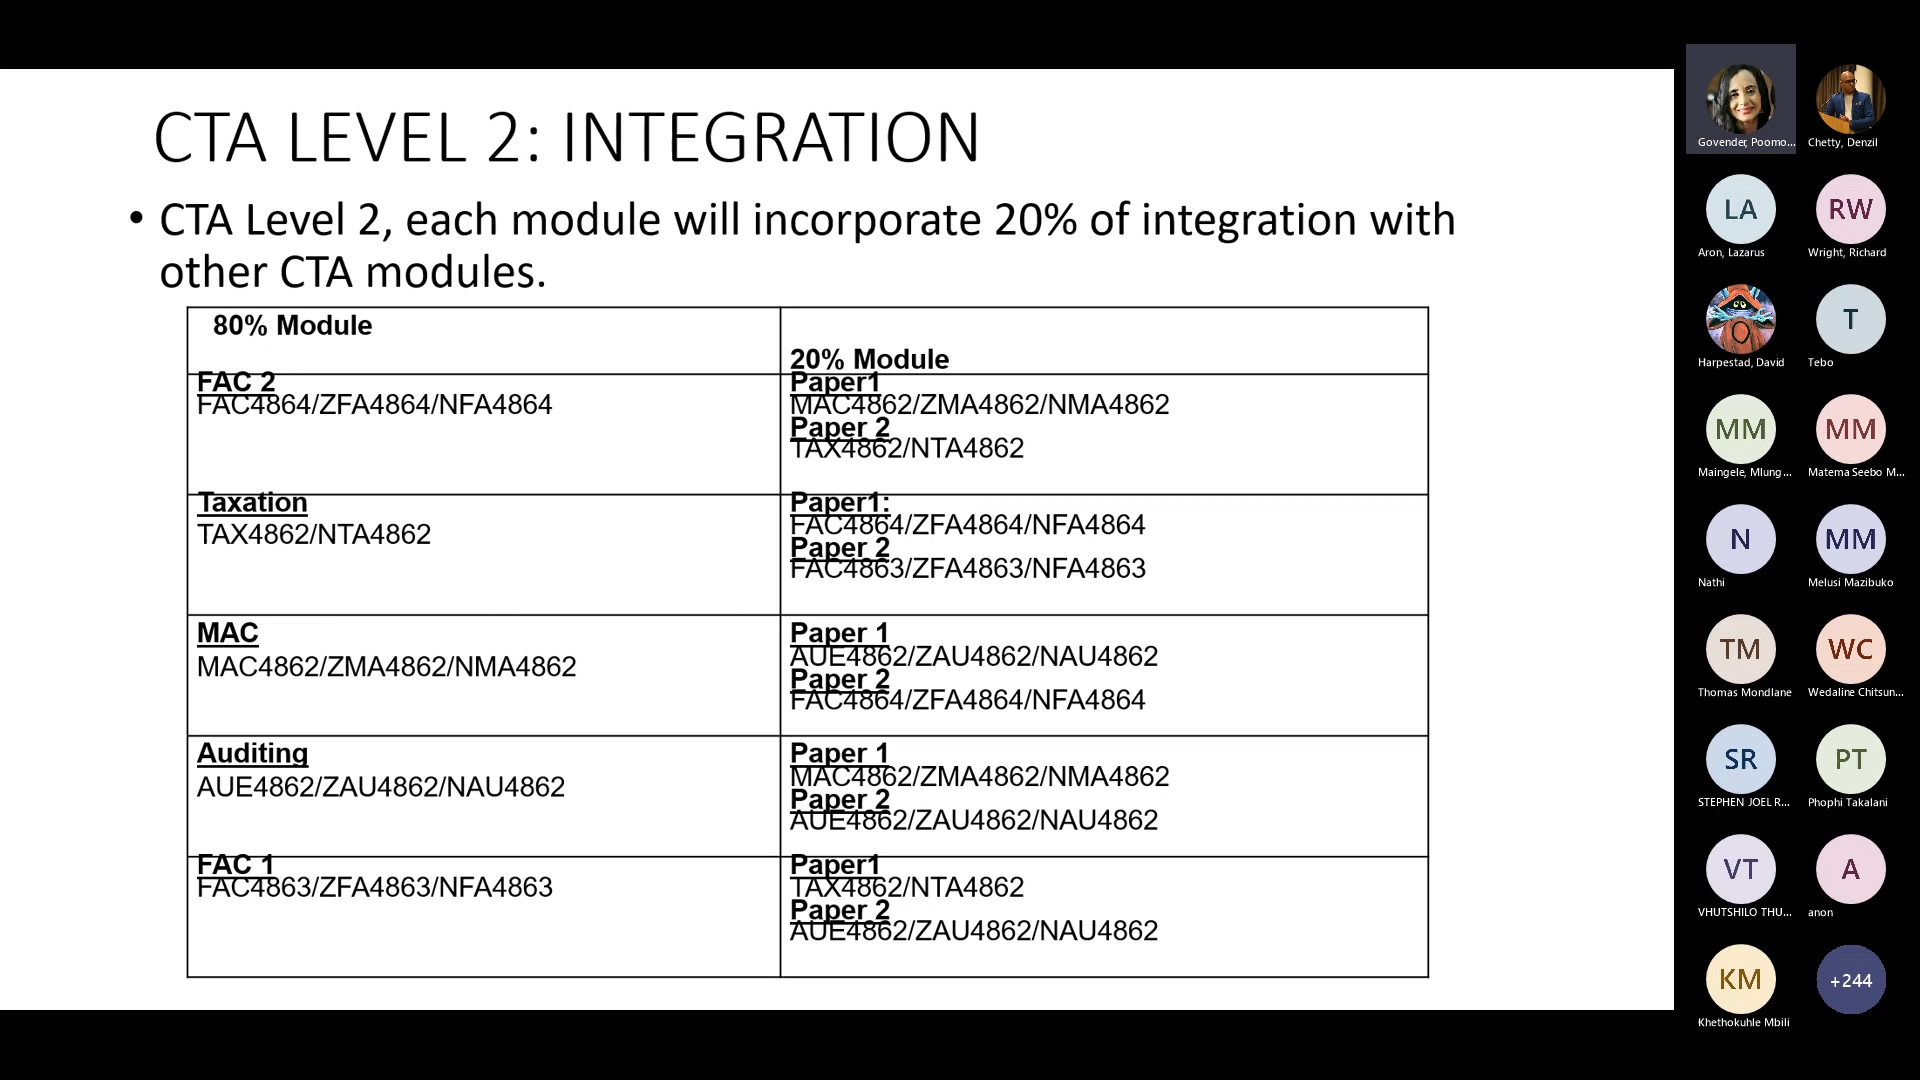 CTA LEVEL 2: INTEGRATION
• CTA Level 2, each module will incorporate 20% of integration with
other CTA modules.
80% Module
20% Module
FAC 2
FAC4864/ZFA4864/NFA4864
Paper1
MAC4862/ZMA4862/NMA4862
Paper 2
TAX4862/NTA4862
Taxation
TAX4862/NTA4862
Paper1:
FAC4864/ZFA4864/NFA4864
Paper 2
FAC4863/ZFA4863/NFA4863
MAC
MAC4862/ZMA4862/NMA4862
Paper 1
AUE4862/ZAU4862/NAU4862
Paper 2
FAC4864/ZFA4864/NFA4864
Auditing
AUE4862/ZAU4862/NAU4862
Paper 1
MAC4862/ZMA4862/NMA4862
Paper 2
AUE4862/ZAU4862/NAU4862
FAC 1
FAC4863/ZFA4863/NFA4863
Paper1
TAX4862/NTA4862
Paper 2
AUE4862/ZAU4862/NAU4862
Govender, Poomo...
Chetty, Denzil
LA
Aron, Lazarus
RW
Wright, Richard
Harpestad, David
T
Tebo
MM
Maingele, Mlung...
MM
Matema Seebo M...
N
Nathi
MM
Melusi Mazibuko
TM
Thomas Mondlane
WC
Wedaline Chitsun...
SR
STEPHEN JOEL R...
PT
Phophi Takalani
VT
VHUTSHILO THU...
A
anon
KM
Khethokuhle Mbili
+244